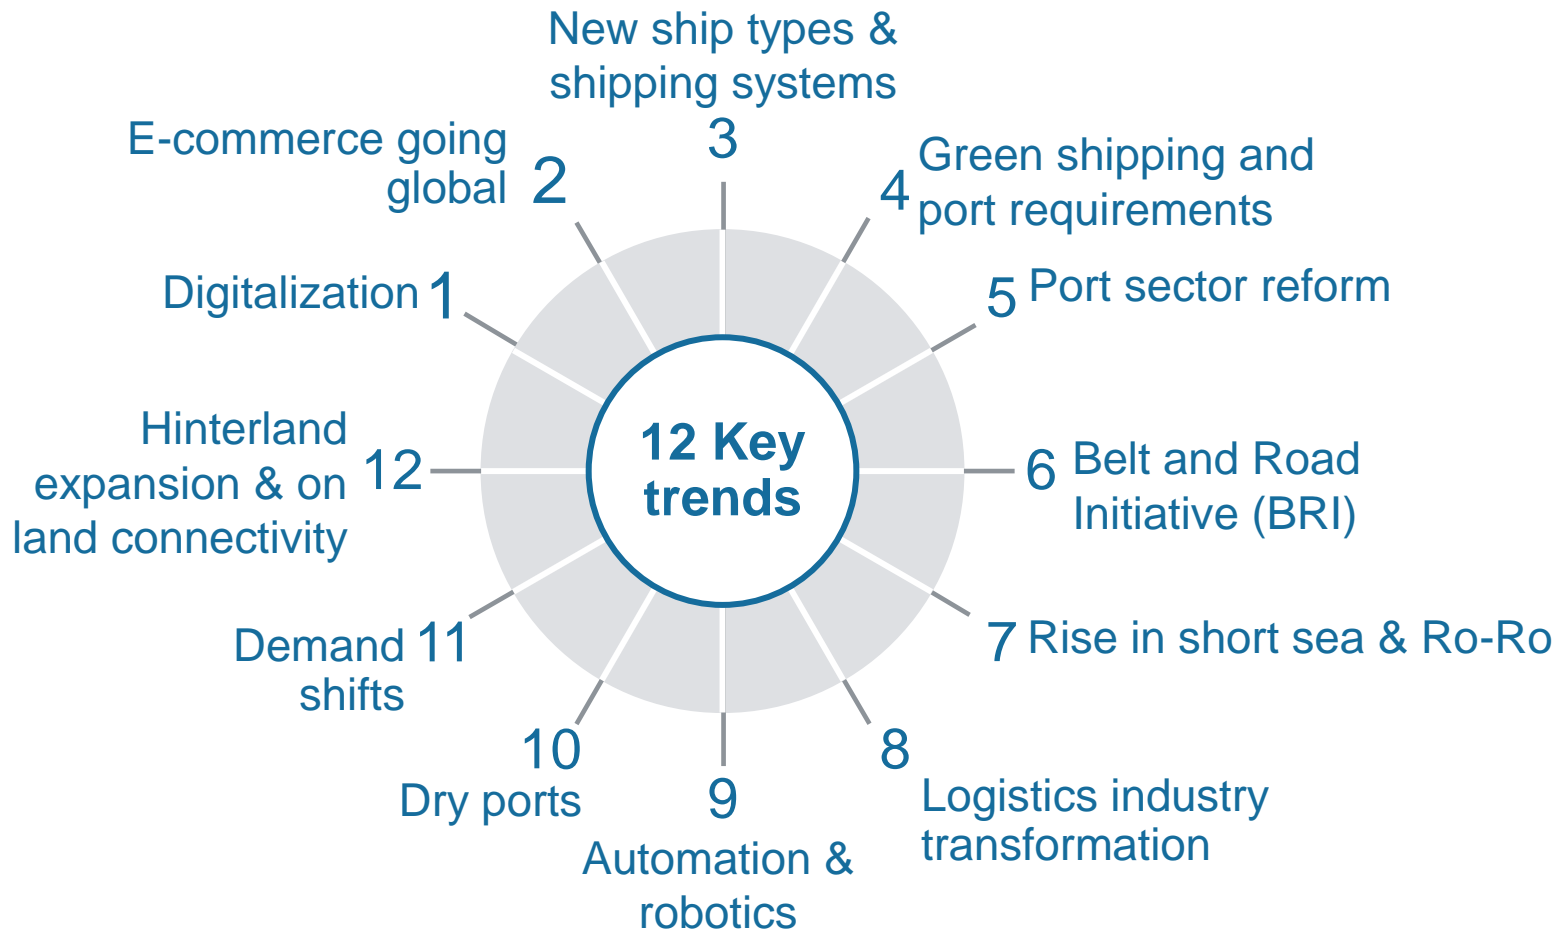 New ship types &
shipping systems
3
E-commerce going
global 2
4 Green shipping and
port requirements
Digitalization 1
5 Port sector reform
12 Key
trends
Hinterland
expansion & on
land connectivity
12
6 Belt and Road
Initiative (BRI)
Demand 11
shifts
7 Rise in short sea & Ro-Ro
10
Dry ports
8
Logistics industry
transformation
9
Automation &
robotics